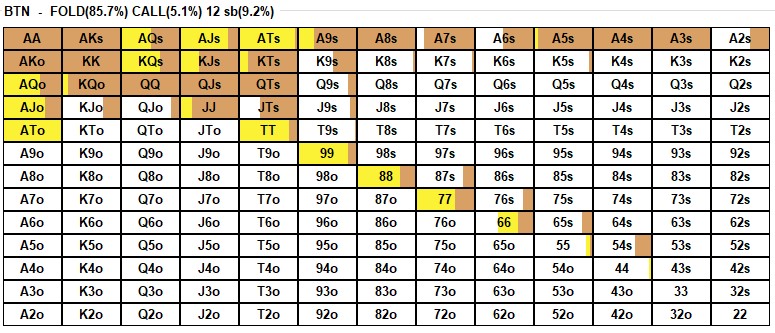 BTN - FOLD(85.7%) CALL(5.1%) 12 sb(9.2%)
AA AKs AQs AJs ATs A9s A8s A7s A6s A5s A4s A3s A2s
AKo KK KQs KJs KTs K9s K8s K7s K6s K5s K4s K3s K2s
AQo KQo QQ QJs QTs Q9s Q8s Q7s Q6s Q5s Q4s Q3s Q2s
AJo KJo QJo JJ JTs J9s J8s J7s J6s J5s J4s J3s J2s
ATo KTo QTo JTo TT T9s T8s T7s T6s T5s T4s T3s T2s
A9o K9o Q9o J9o T9o 99 98s 97s 96s 95s 94s 93s 92s
A8o K8o Q8o J8o T8o 98o 88 87s 86s 85s 84s 83s 82s
A7o K7o Q7o J7o T7o 97o 87o 77 76s 75s 74s 73s 72s
A6o K6o Q6o J6o T6o 96o 86o 76o 66 65s 64s 63s 62s
A5o K5o Q5o J5o T5o 95o 85o 75o 65o 55 54s 53s 52s
A4o K4o Q4o J4o T4o 94o 84o 74o 64o 54o 44 43s 42s
A3o K3o Q3o J3o T3o 93o 83o 73o 63o 53o 43o 33 32s
A2o K2o Q2o J2o T2o 92o 82o 72o 62o 52o 42o 32o 22